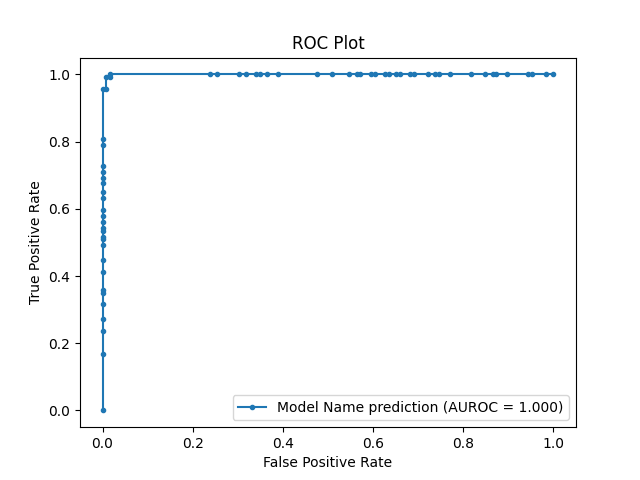 ROC Plot
True Positive Rate
1.0
0.8
0.6
0.4
0.2
0.0
Model Name prediction (AUROC = 1.000)
0.0 0.2 0.4 0.6 0.8 1.0
False Positive Rate